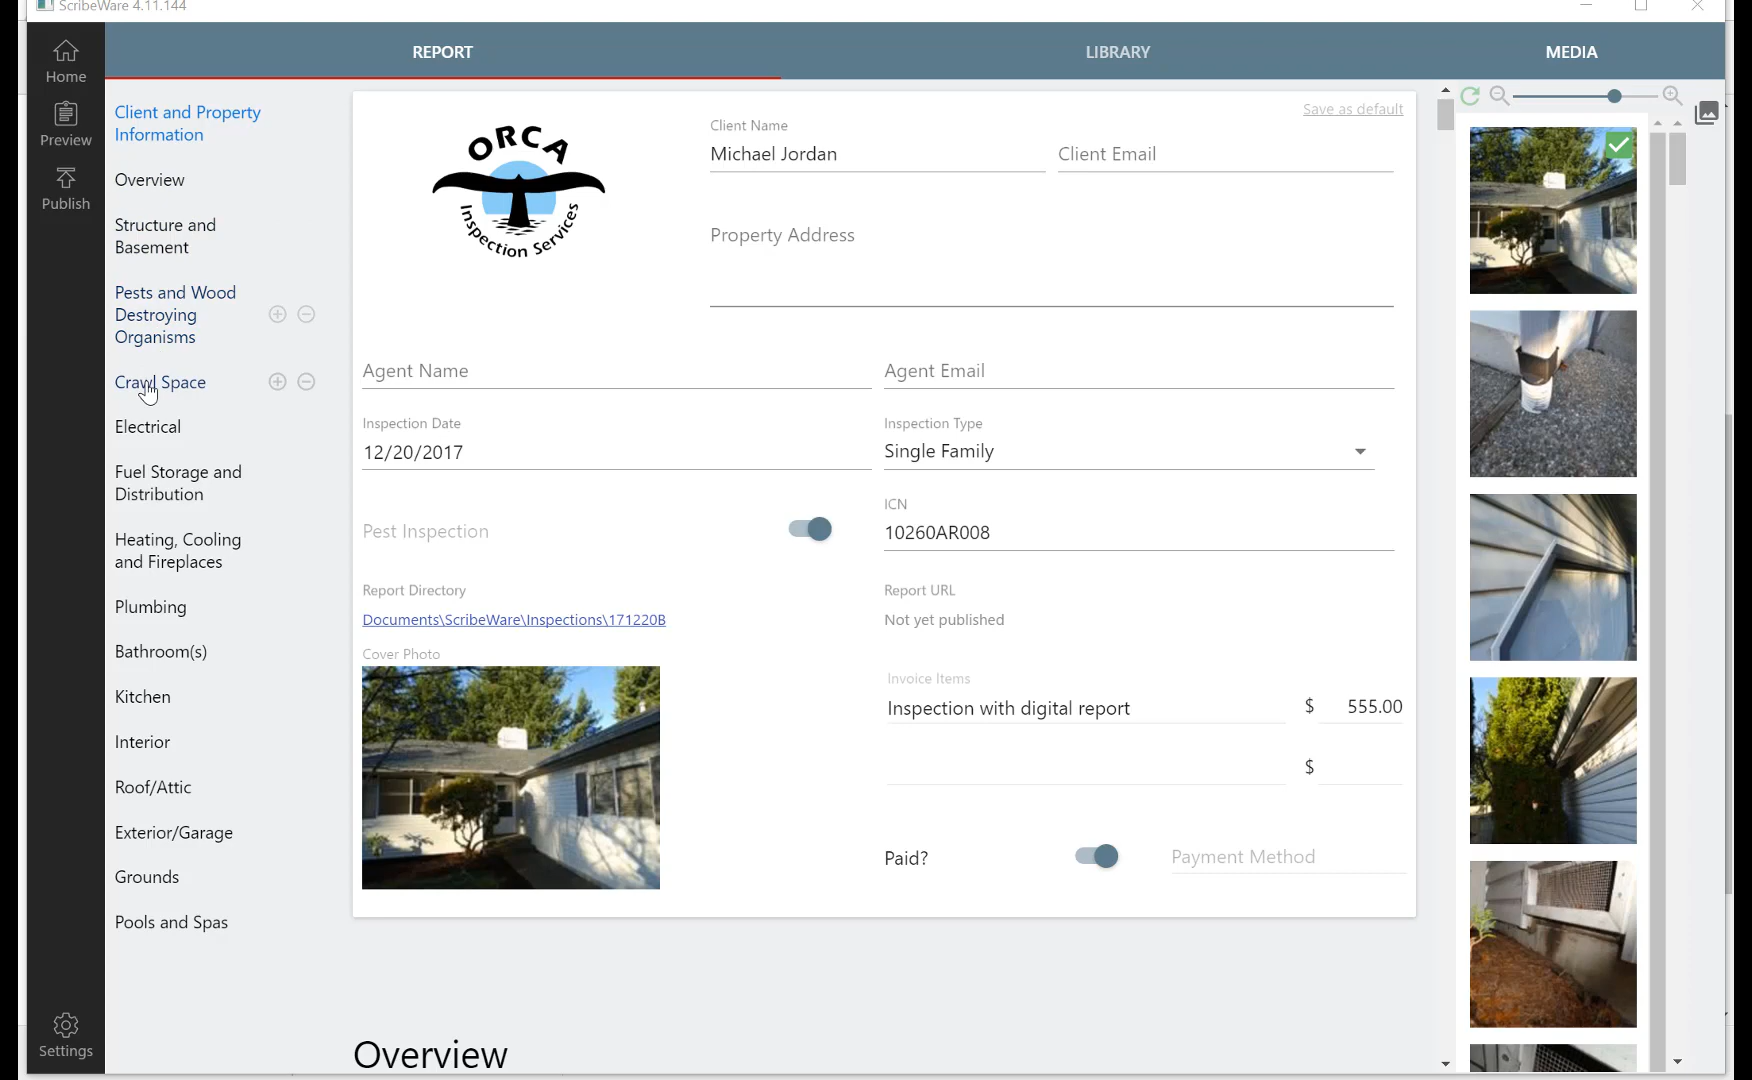 ScribeWare 4.11.144
Home
Preview
Publish
Settings
REPORT
LIBRARY
MEDIA
Client and Property
Information
Overview
Structure and
Basement
Pests and Wood
Destroying
Organisms
Crawl Space
Electrical
Fuel Storage and
Distribution
Heating, Cooling
and Fireplaces
Plumbing
Bathroom(s)
Kitchen
Interior
Roof/Attic
Exterior/Garage
Grounds
Pools and Spas
ORCA
Inspection Services
Save as default
Client Name
Michael Jordan
Client Email
Property Address
Agent Name
Agent Email
Inspection Date
12/20/2017
Inspection Type
Single Family
Pest Inspection
ICN
10260AR008
Report Directory
Documents\ScribeWare\Inspections\171220B
Report URL
Not yet published
Cover Photo
Invoice Items
Inspection with digital report $ 555.00
$
Paid?
Payment Method
Overview